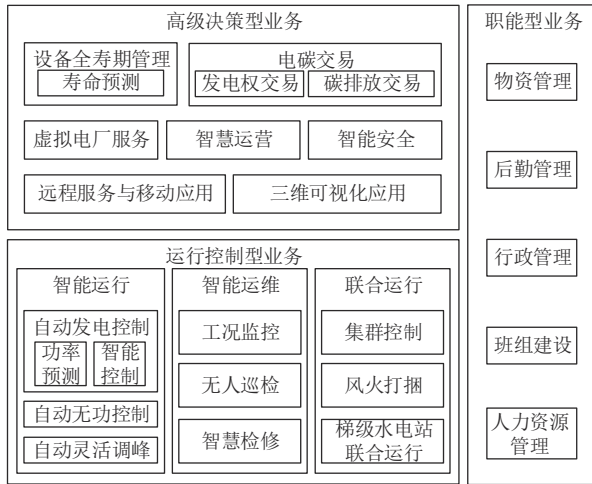 高级决策型业务
设备全寿期管理
寿命预测
电碳交易
发电权交易
碳排放交易
虚拟电厂服务
智慧运营
智能安全
远程服务与移动应用
三维可视化应用
运行控制型业务
智能运行
自动发电控制
功率
预测
智能
控制
自动无功控制
自动灵活调峰
智能运维
工况监控
无人巡检
智慧检修
联合运行
集群控制
风火打捆
梯级水电站
联合运行
职能型业务
物资管理
后勤管理
行政管理
班组建设
人力资源
管理